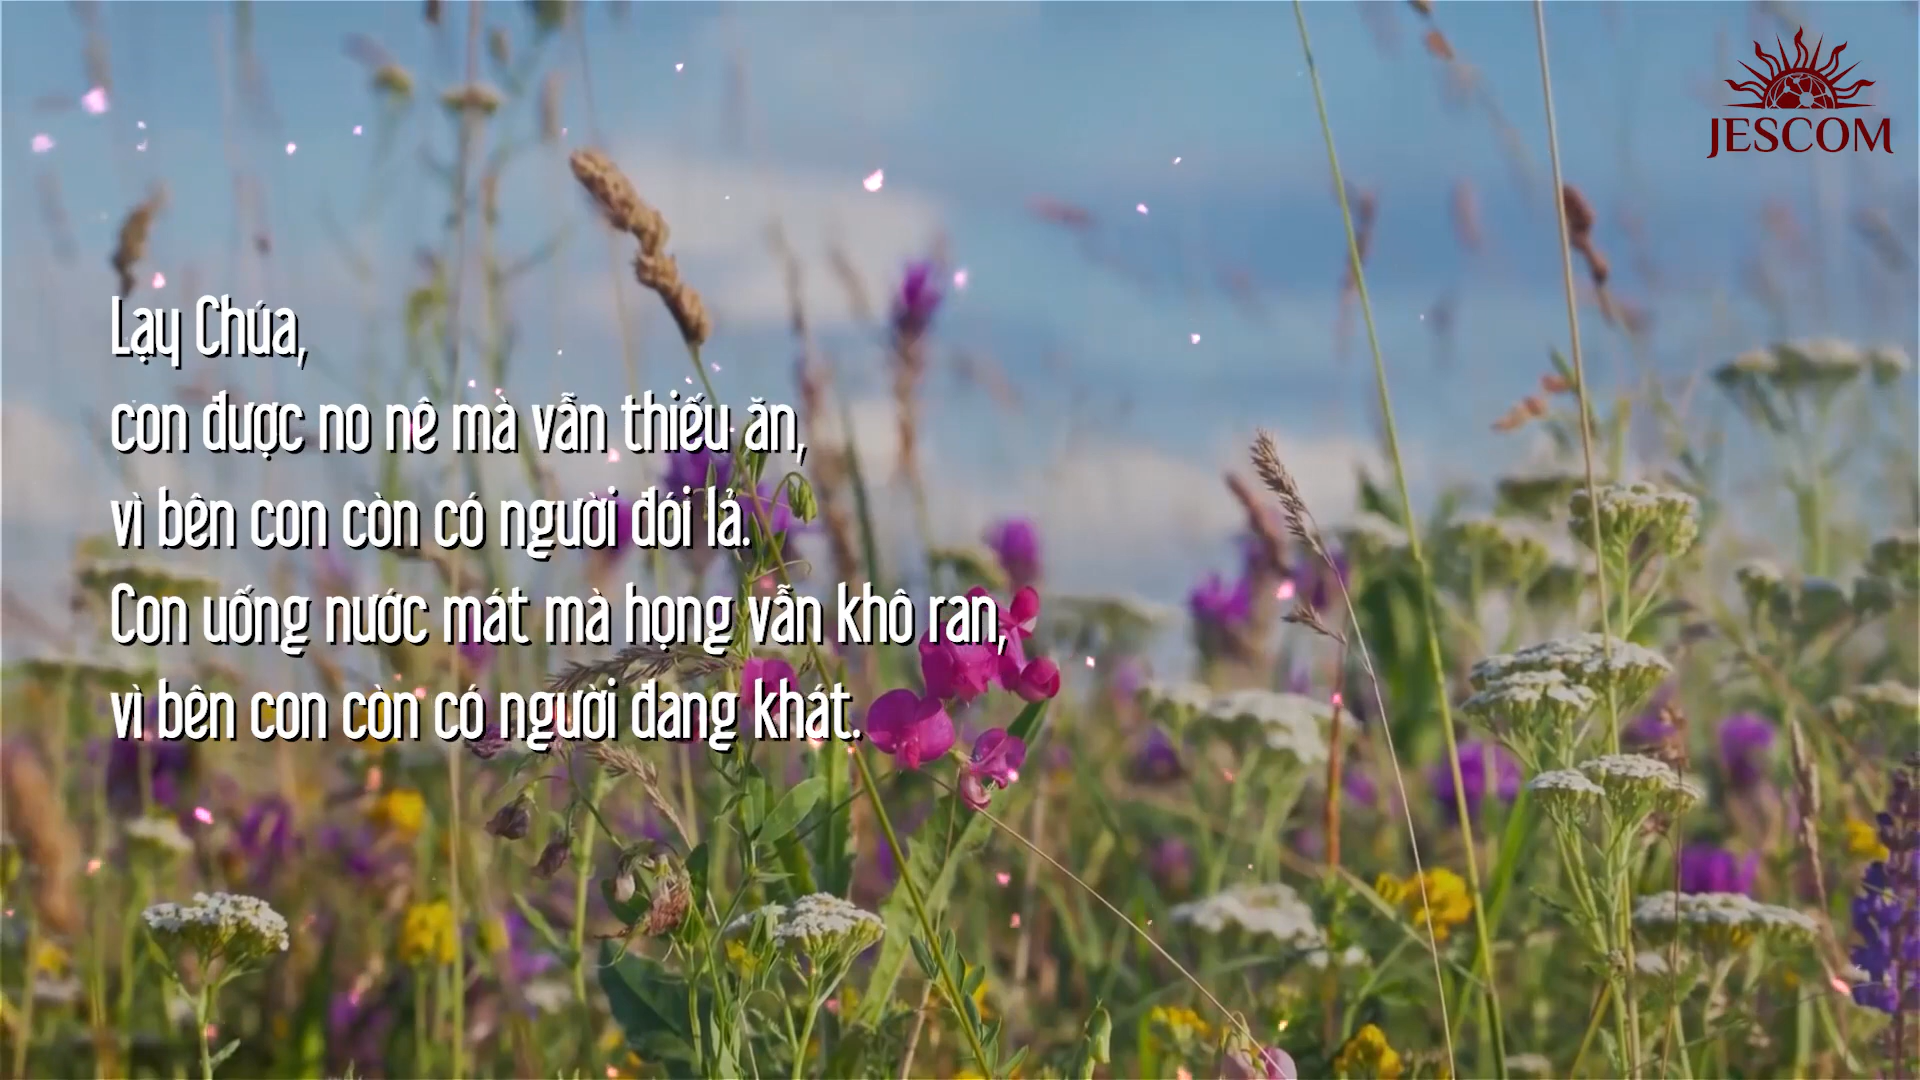 JESCOM
Lạy Chúa,
con được no nê mà vẫn thiếu ăn,
vì bên con còn có người đói lả.
Con uống nước mát mà họng vẫn khô ran,
vì bên con còn có người đang khát.